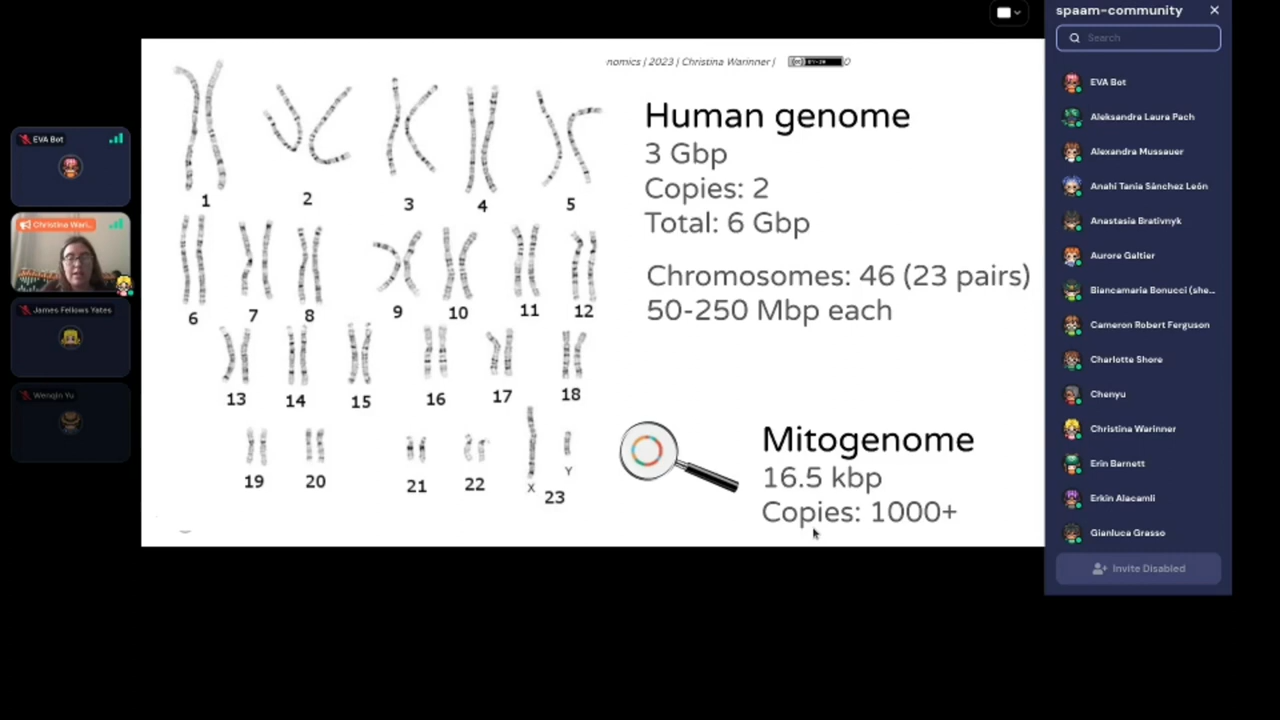 spaam-community
Search
EVA Bot
Aleksandra Laura Pach
Alexandra Mussauer
Anahí Tania Sánchez León
Anastasia Brativnyk
Aurore Galtier
Biancamaria Bonucci (she...
Cameron Robert Ferguson
Charlotte Shore
Chenyu
Christina Warinner
Erin Barnett
Erkin Alacamli
Gianluca Grasso
Invite Disabled
EVA Bot
Christina Wari...
James Fellows Yates
Wenqin Yu
nomics | 2023 | Christina Warinner |
Human genome
3 Gbp
Copies: 2
Total: 6 Gbp
Chromosomes: 46 (23 pairs)
50-250 Mbp each
1 2 3 4 5
6 7 8 9 10 11 12
13 14 15 16 17 18
19 20 21 22 X Y 23
Mitogenome
16.5 kbp
Copies: 1000+